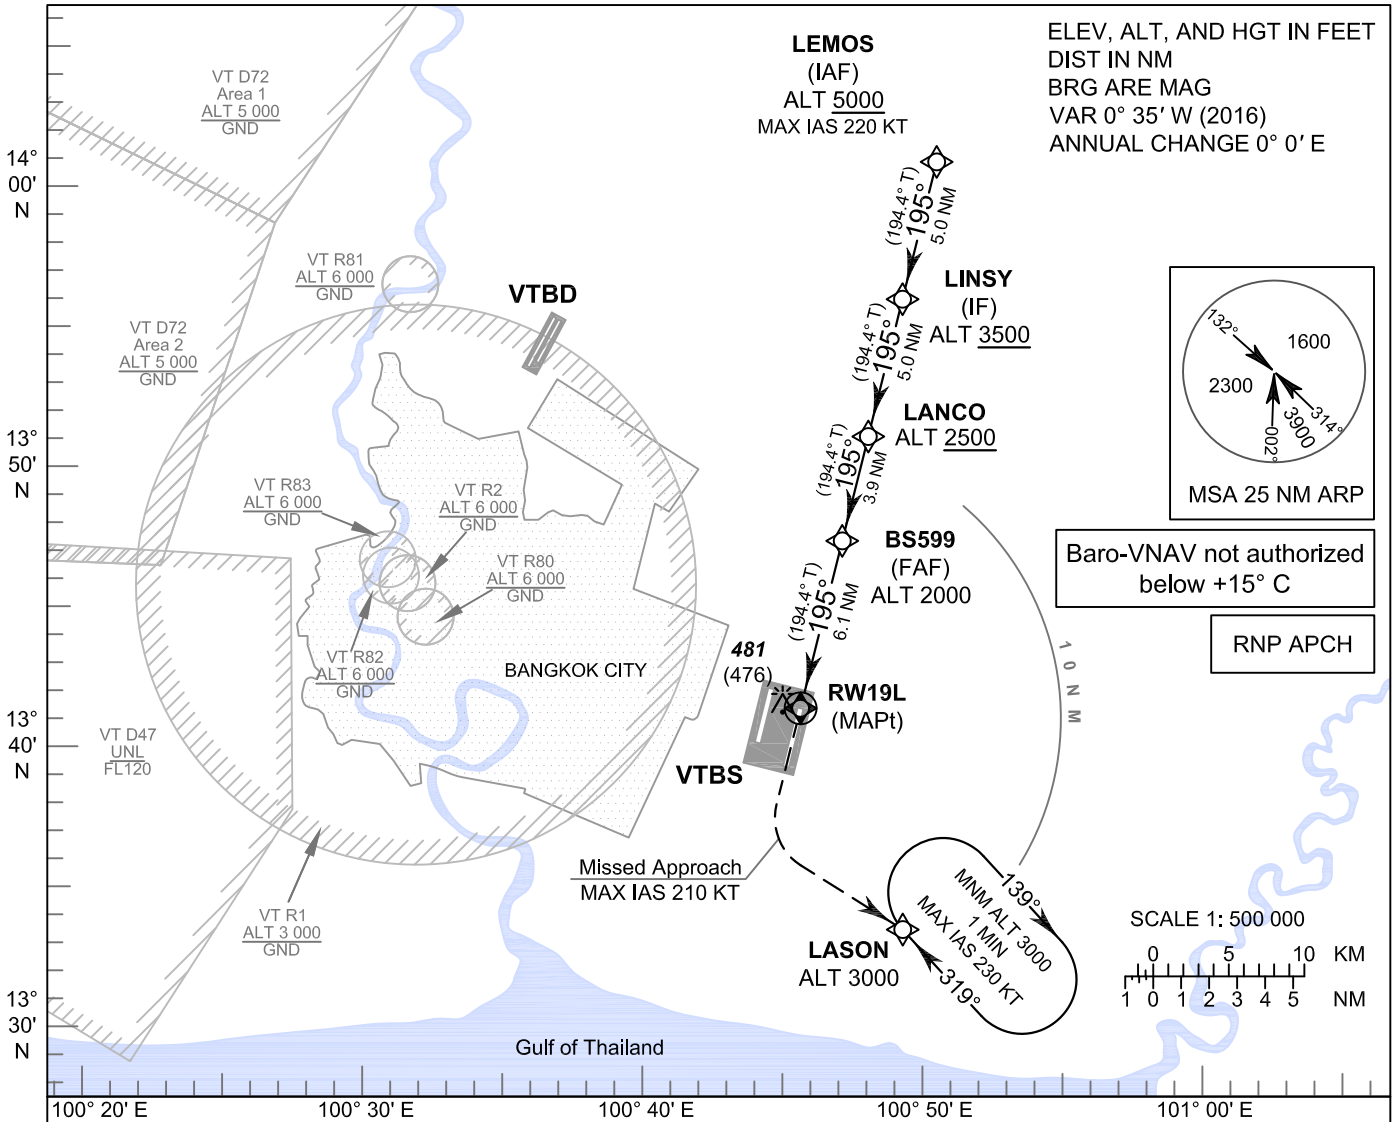 LEMOS
(IAF)
ALT 5000
MAX IAS 220 KT
ELEV, ALT, AND HGT IN FEET
DIST IN NM
BRG ARE MAG
VAR 0° 35′ W (2016)
ANNUAL CHANGE 0° 0′ E
VT D72
Area 1
ALT 5 000
GND
14°
00'
N
(194.4° T)
195°
5.0 NM
VT R81
ALT 6 000
GND
VTBD
LINSY
(IF)
ALT 3500
VT D72
Area 2
ALT 5 000
GND
(194.4° T)
195°
5.0 NM
132°
1600
2300
3900
314°
002°
MSA 25 NM ARP
LANCO
ALT 2500
13°
50'
N
(194.4° T)
195°
3.9 NM
VT R83
ALT 6 000
GND
VT R2
ALT 6 000
GND
VT R80
ALT 6 000
GND
BS599
(FAF)
ALT 2000
Baro-VNAV not authorized
below +15° C
RNP APCH
(194.4° T)
195°
6.1 NM
10NM
VT R82
ALT 6 000
GND
BANGKOK CITY
481
(476)
RW19L
(MAPt)
13°
40'
N
VT D47
UNL
FL120
VTBS
Missed Approach
MAX IAS 210 KT
VT R1
ALT 3 000
GND
139°
MNM ALT 3000
1 MIN
MAX IAS 230 KT
319°
LASON
ALT 3000
SCALE 1: 500 000
0 5 10 KM
1 0 1 2 3 4 5 NM
13°
30'
N
Gulf of Thailand
100° 20' E 100° 30' E 100° 40' E 100° 50' E 101° 00' E